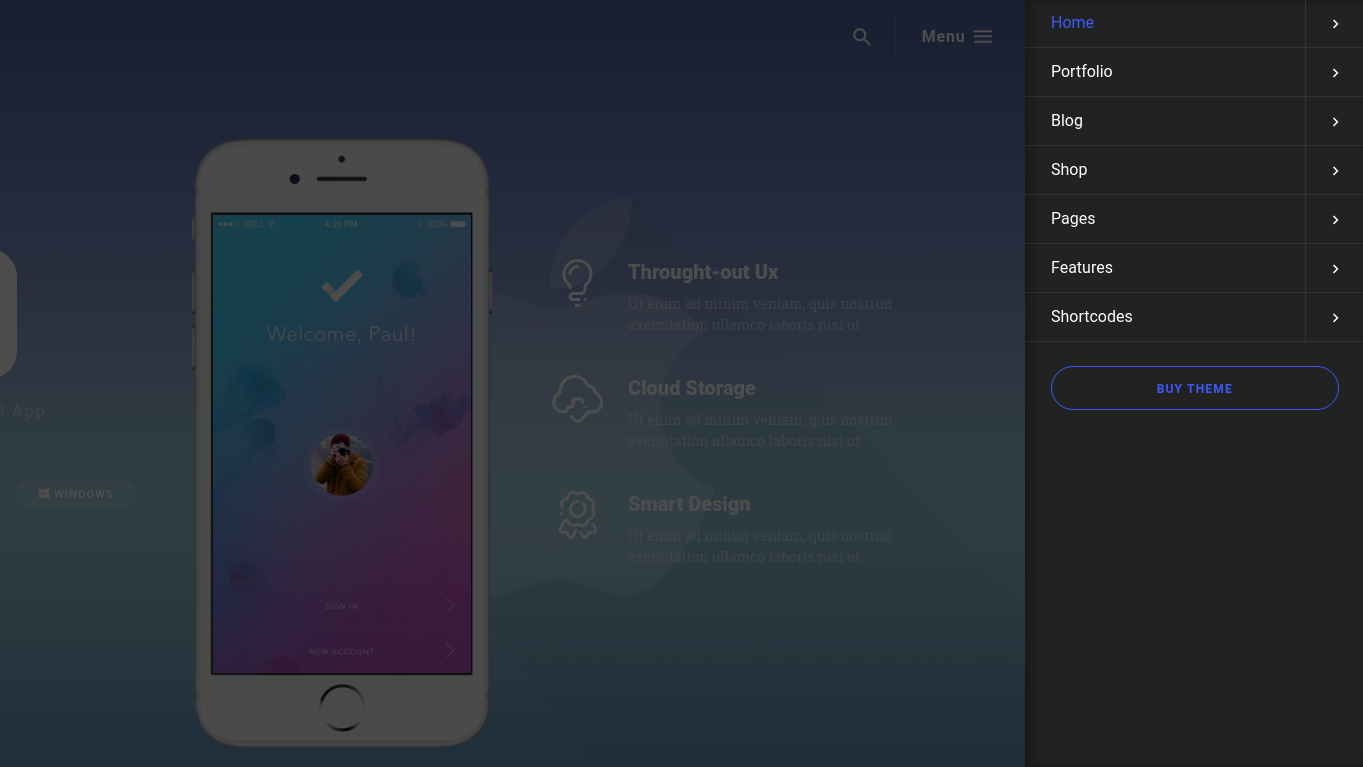 Menu
Home
Portfolio
Blog
Shop
Pages
Features
Shortcodes
BUY THEME
BELL
4:21 PM
100%
Welcome, Paul!
SIGN IN
NEW ACCOUNT
S App.
WINDOWS
Throught-out Ux
Ut enim ad minim veniam, quis nostrud
exercitation ullamco laboris nisi ut
Cloud Storage
Ut enim ad minim veniam, quis nostrud
exercitation ullamco laboris nisi ut
Smart Design
Ut enim ad minim veniam, quis nostrud
exercitation ullamco laboris nisi ut